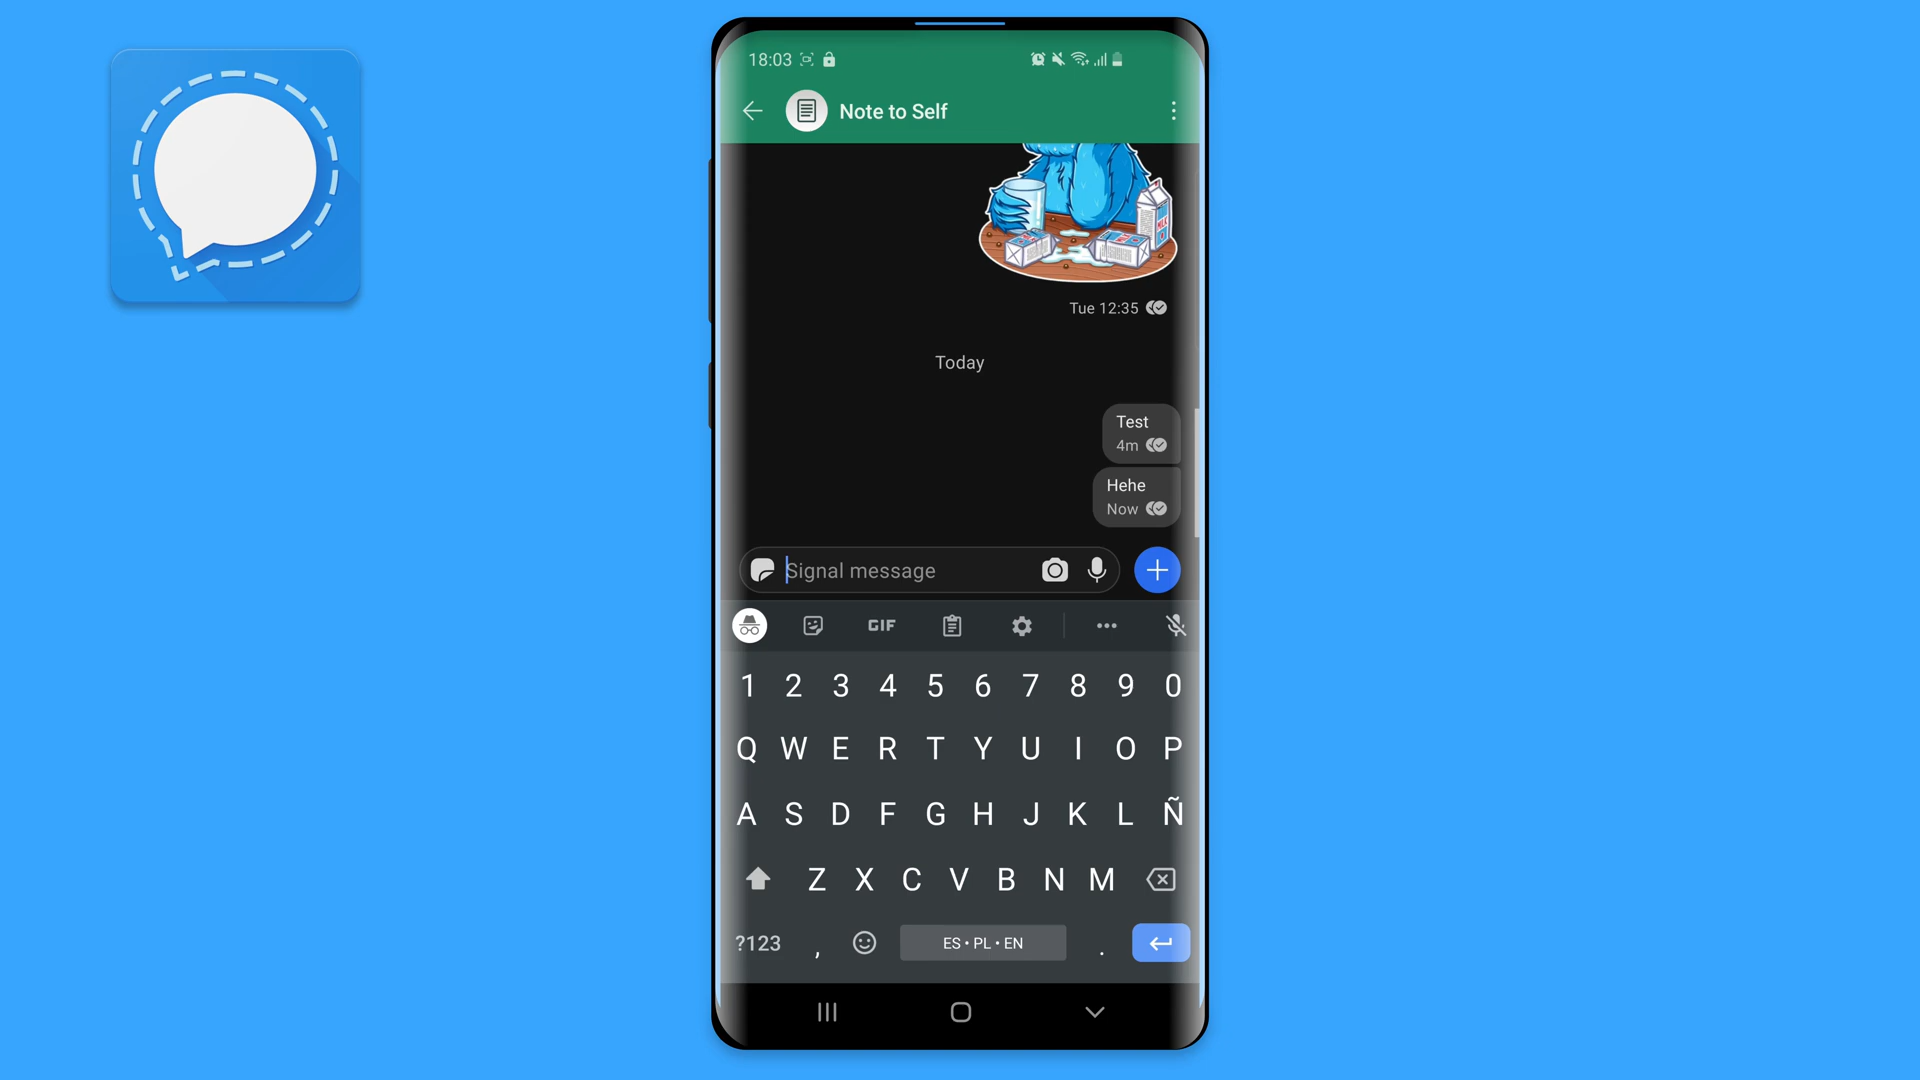 18:03
Note to Self
MILK
Tue 12:35
Today
Test
4m
Hehe
Now
Signal message
GIF
1 2 3 4 5 6 7 8 9 0
Q W E R T Y U I O P
A S D F G H J K L Ñ
Z X C V B N M
?123 , ES • PL • EN .